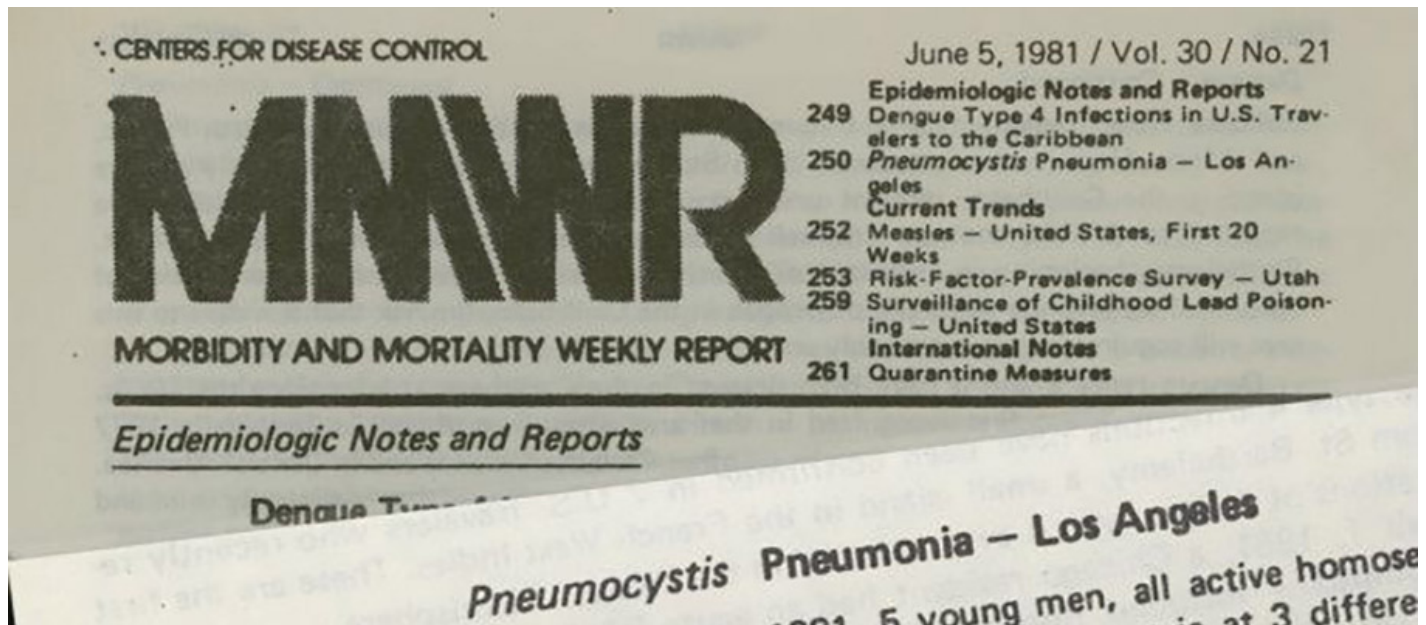 CENTERS FOR DISEASE CONTROL
June 5, 1981 / Vol. 30 / No. 21
MMWR
MORBIDITY AND MORTALITY WEEKLY REPORT
Epidemiologic Notes and Reports
249 Dengue Type 4 Infections in U.S. Trav-
elers to the Caribbean
250 Pneumocystis Pneumonia — Los An-
geles
Current Trends
252 Measles — United States, First 20
Weeks
253 Risk-Factor-Prevalence Survey — Utah
259 Surveillance of Childhood Lead Poison-
ing — United States
International Notes
261 Quarantine Measures
Epidemiologic Notes and Reports
Dengue
Pneumocystis Pneumonia — Los Angeles
5 young men, all active homose
at 3 differe